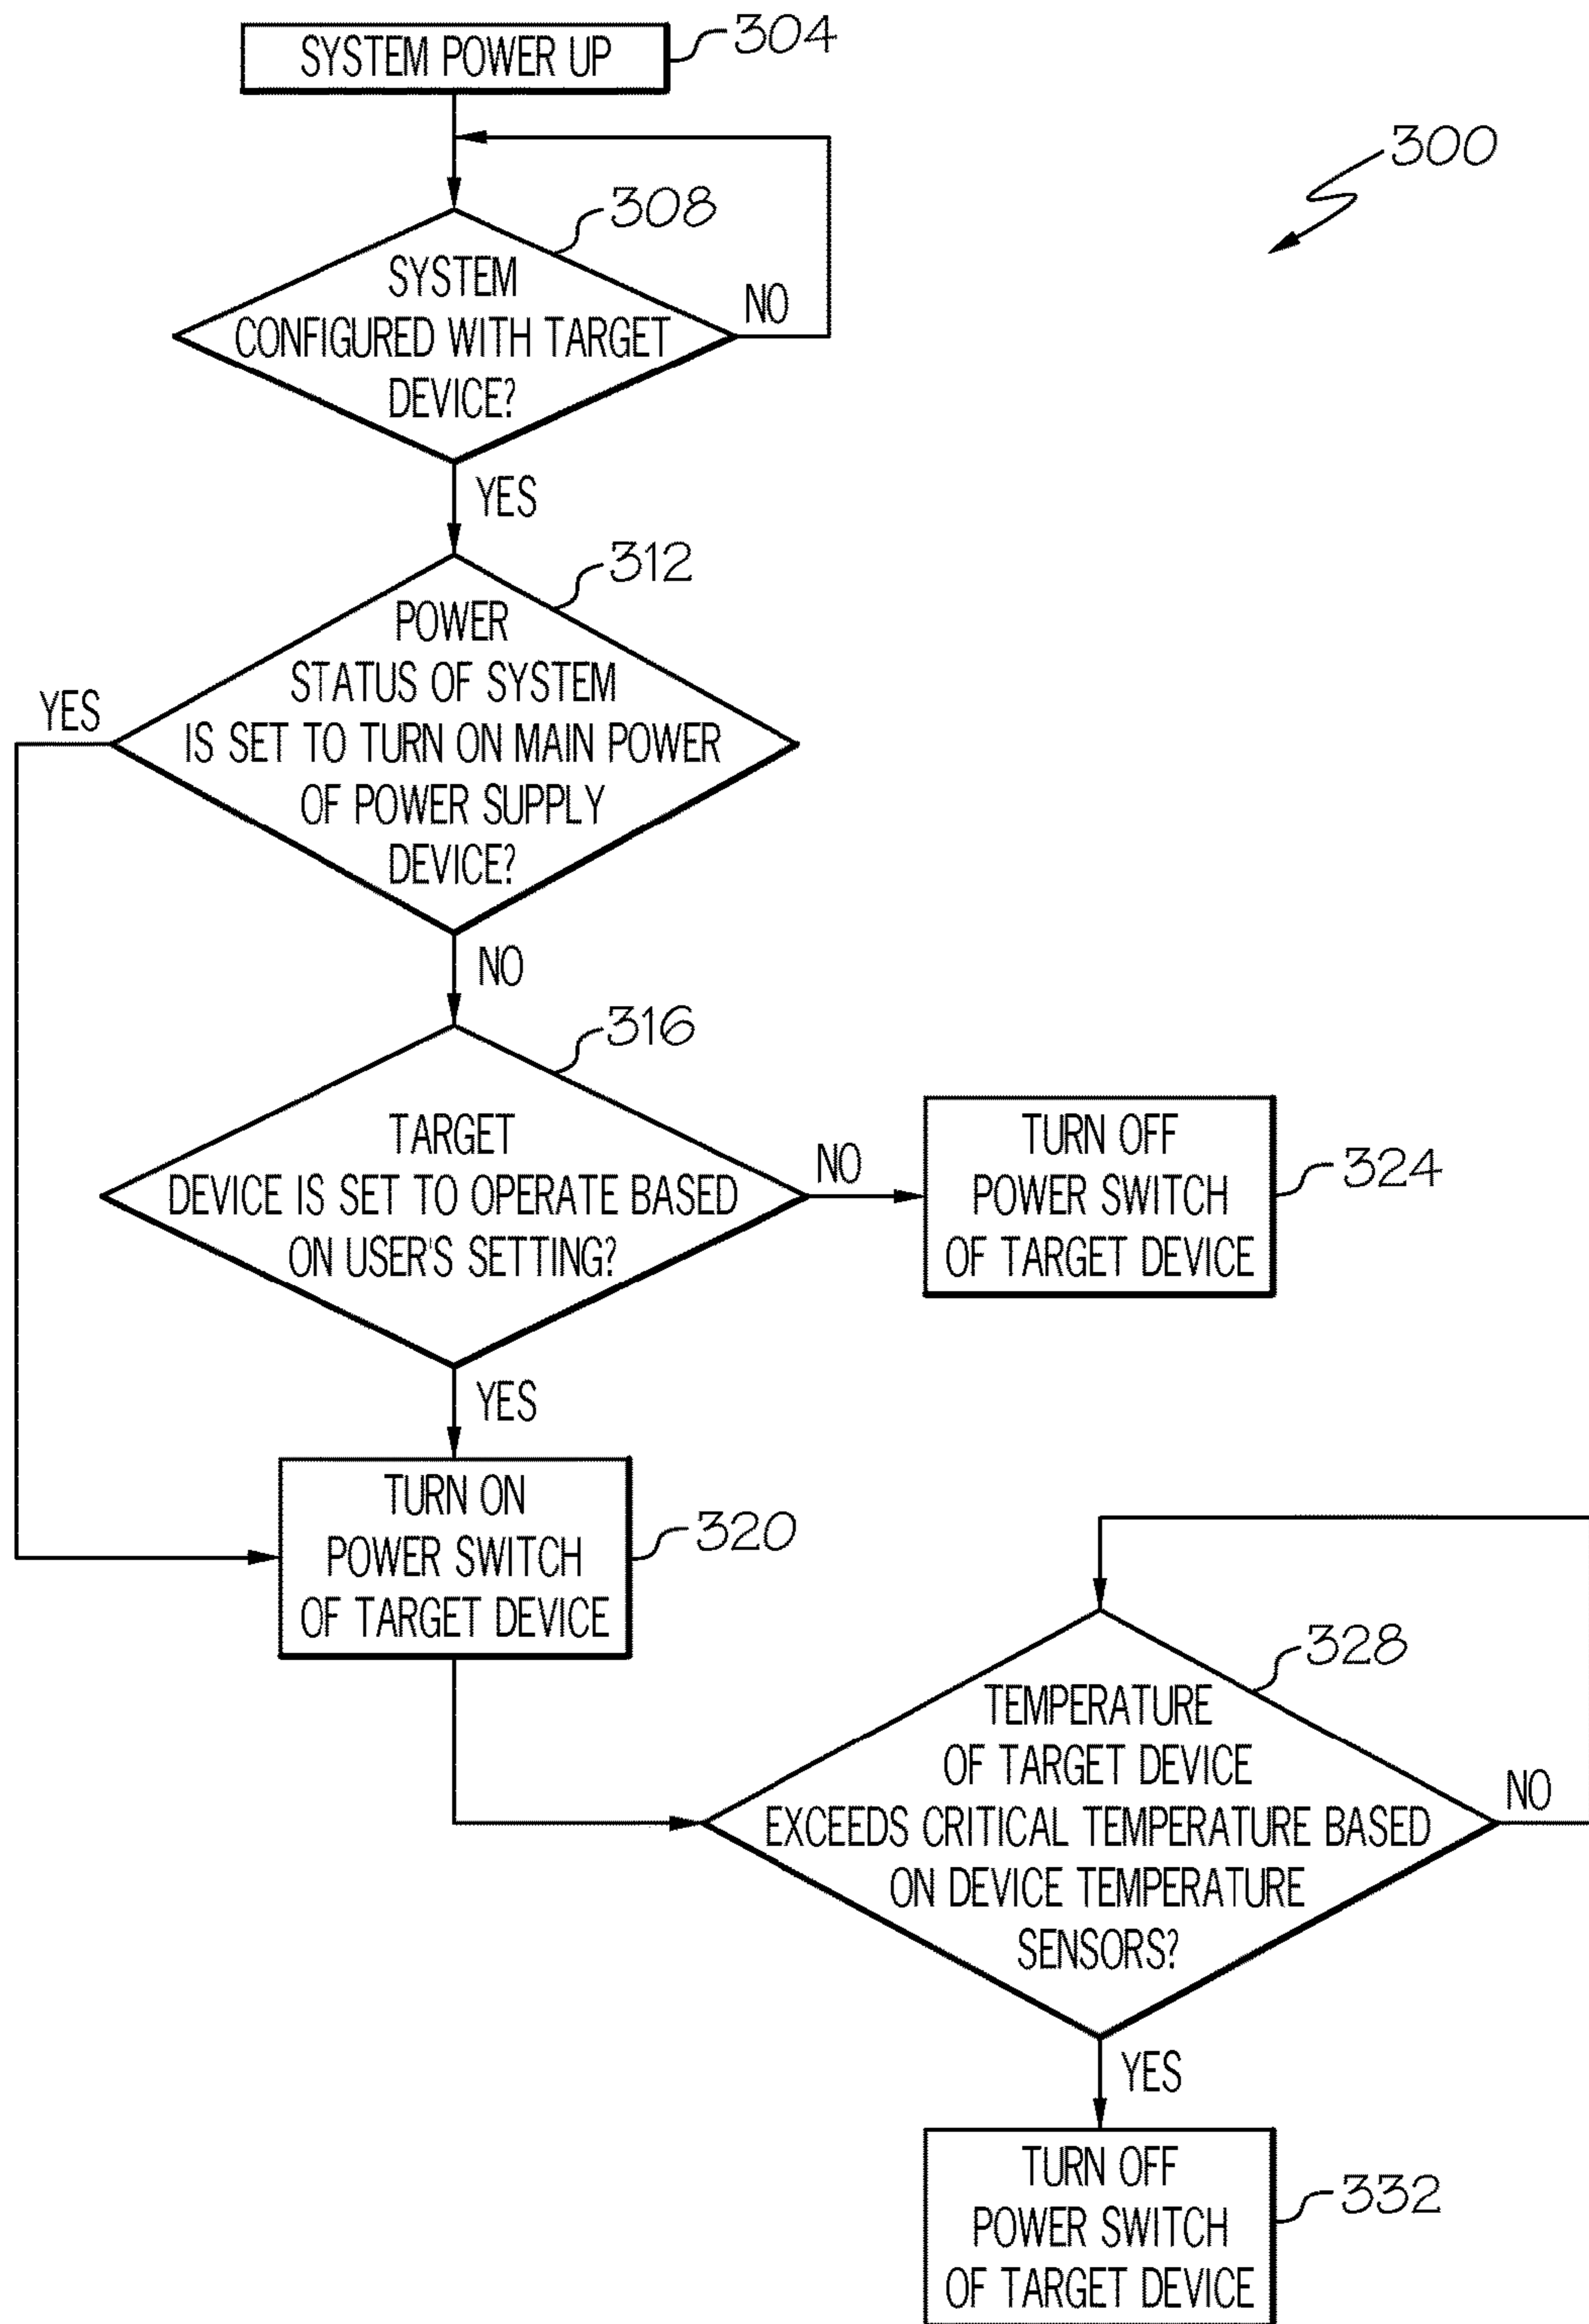 SYSTEM POWER UP
304
300
308
SYSTEM
CONFIGURED WITH TARGET
DEVICE?
NO
YES
312
POWER
STATUS OF SYSTEM
IS SET TO TURN ON MAIN POWER
OF POWER SUPPLY
DEVICE?
YES
NO
316
TARGET
DEVICE IS SET TO OPERATE BASED
ON USER'S SETTING?
NO
TURN OFF
POWER SWITCH
OF TARGET DEVICE
324
YES
TURN ON
POWER SWITCH
OF TARGET DEVICE
320
328
TEMPERATURE
OF TARGET DEVICE
EXCEEDS CRITICAL TEMPERATURE BASED
ON DEVICE TEMPERATURE
SENSORS?
NO
YES
TURN OFF
POWER SWITCH
OF TARGET DEVICE
332